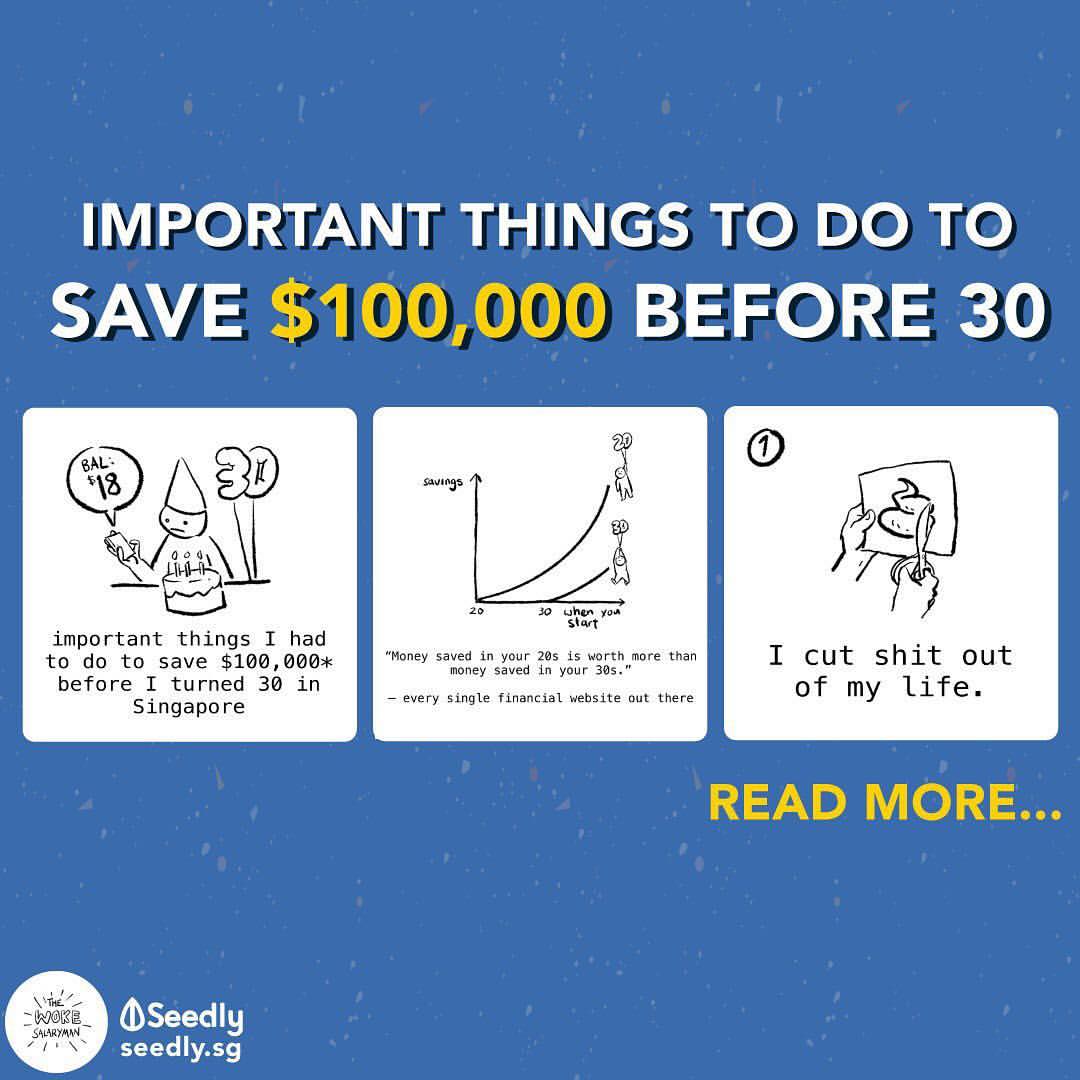 IMPORTANT THINGS TO DO TO
SAVE $100,000 BEFORE 30
BAL:
$18
30
important things I had
to do to save $100,000*
before I turned 30 in
Singapore
20
savings
30
20
30
when you
start
“Money saved in your 20s is worth more than
money saved in your 30s.”
— every single financial website out there
1
I cut shit out
of my life.
READ MORE...
THE
WOKE
SALARYMAN
Seedly
seedly.sg